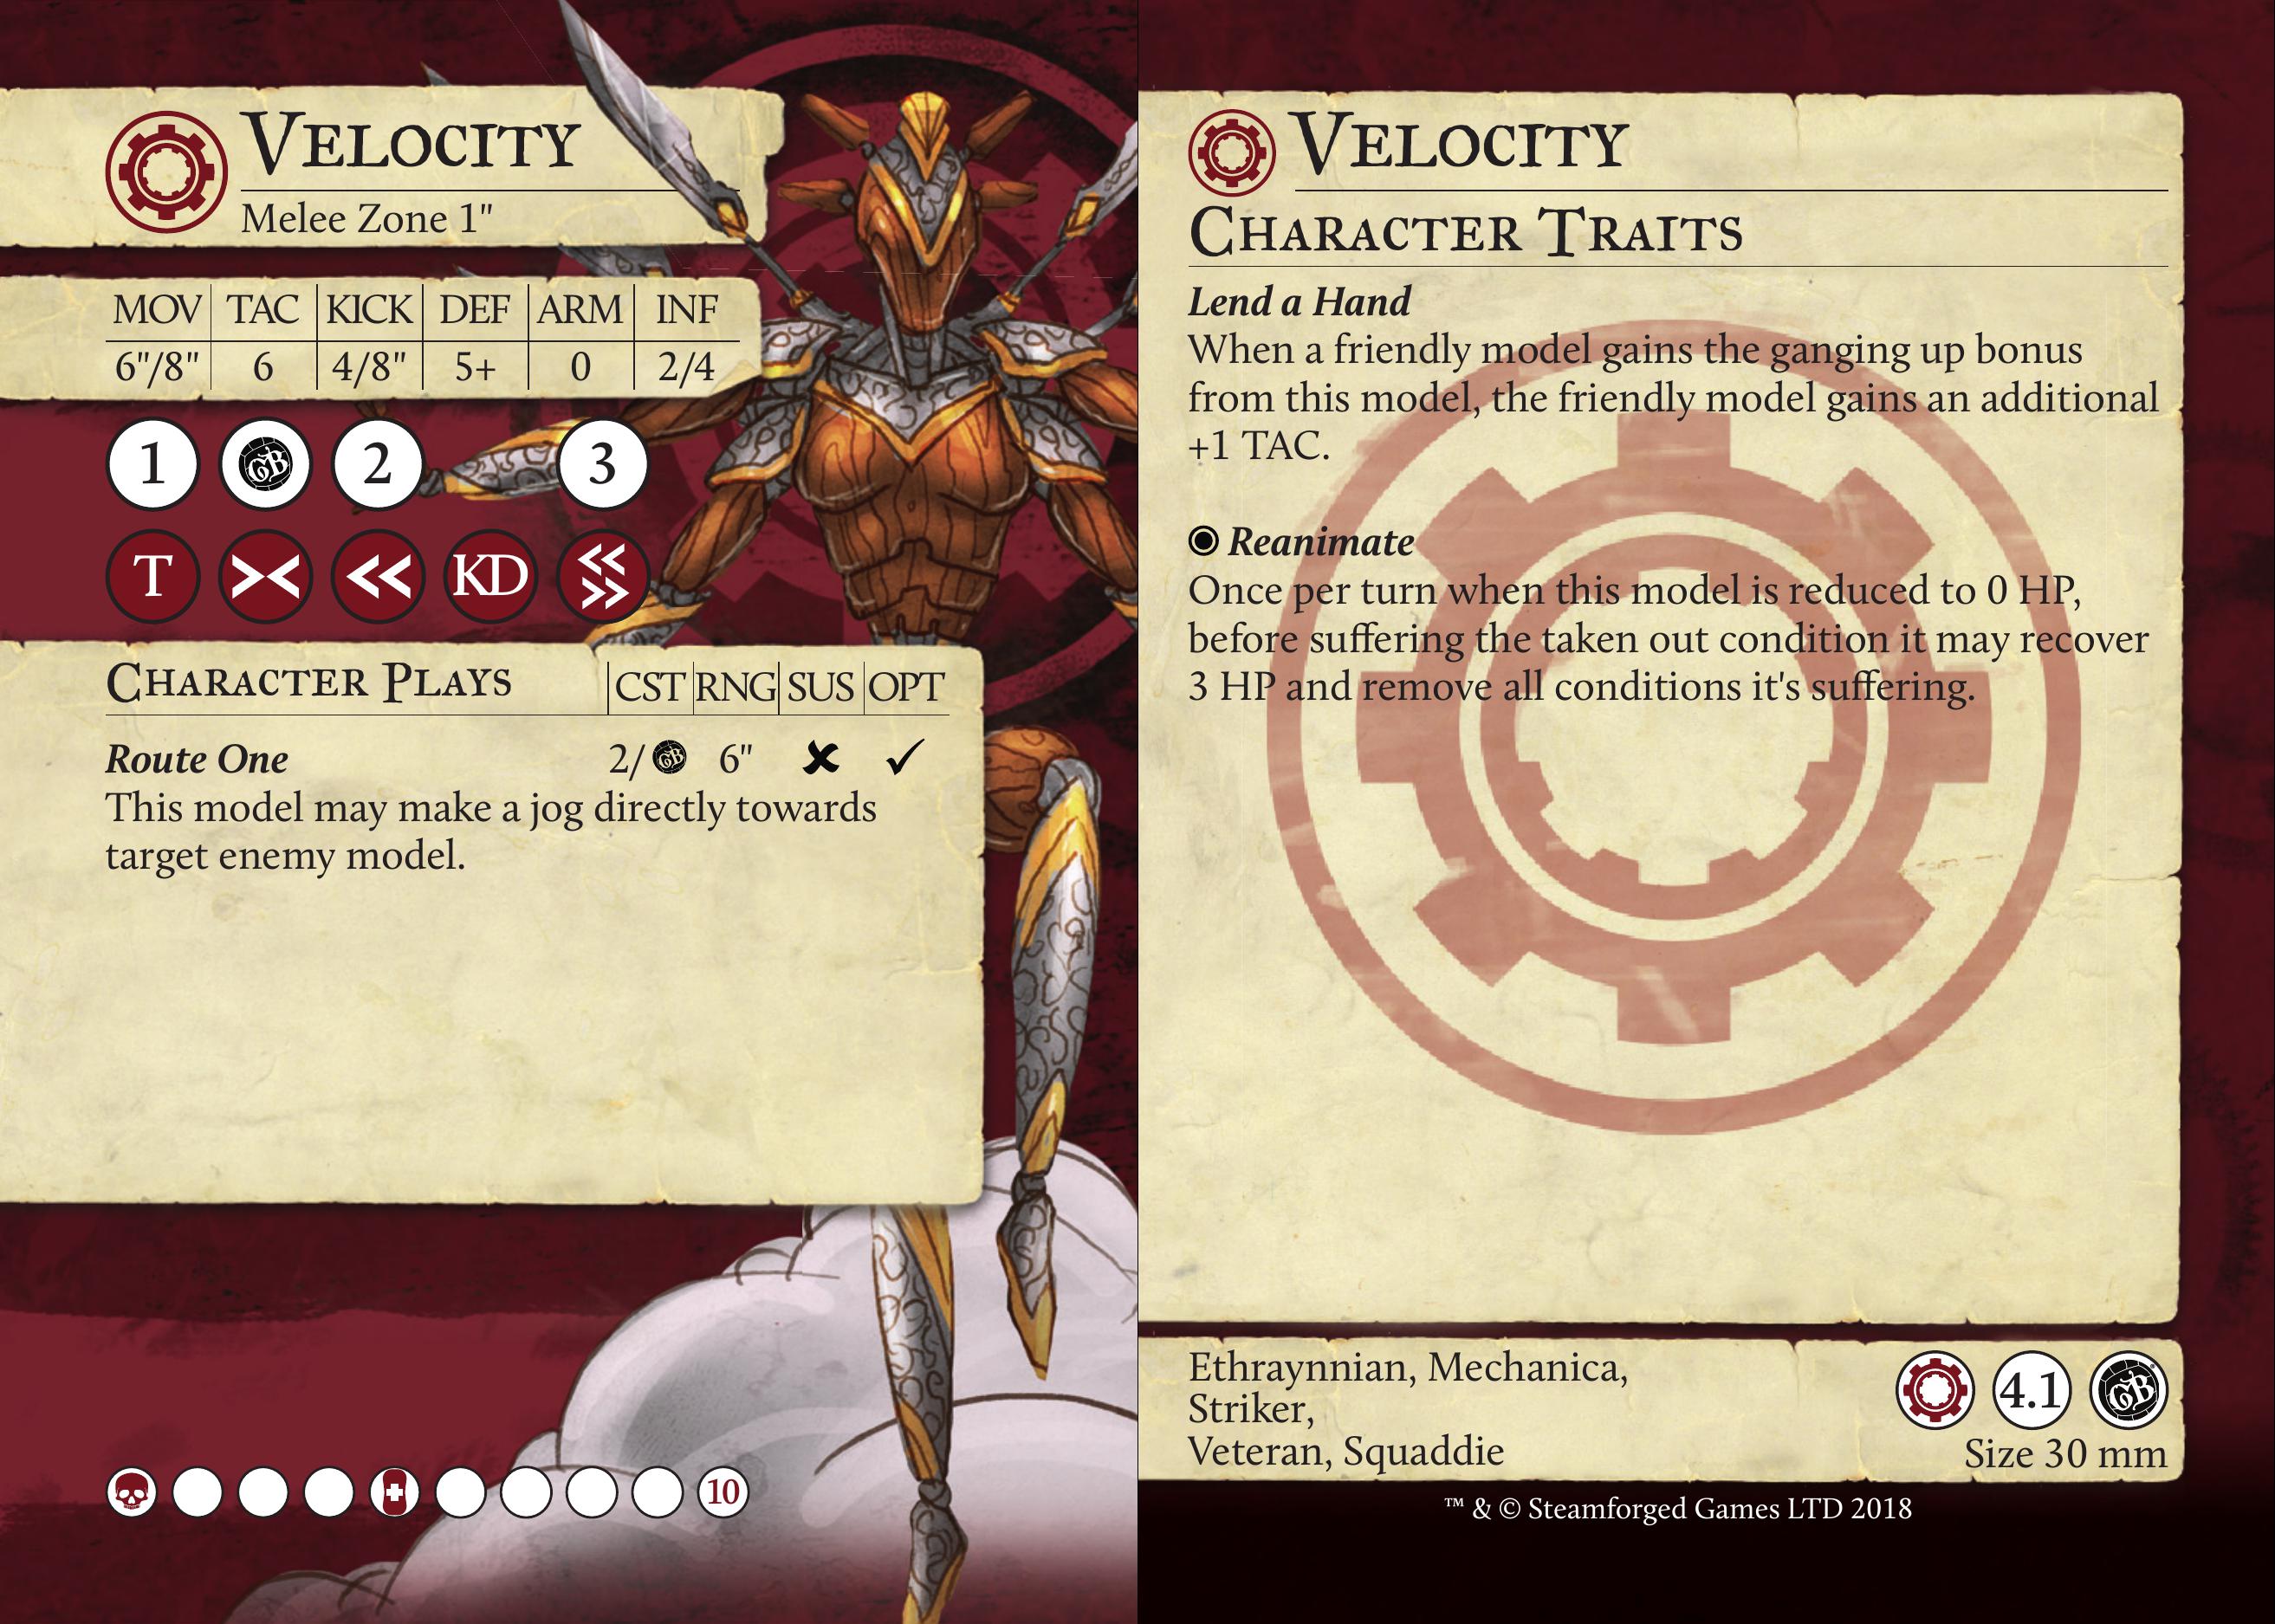 VELOCITY
Melee Zone 1"
MOV TAC KICK DEF ARM INF
6"/8" 6 4/8" 5+ 0 2/4
1 GB 2 3
T >< << KD << >>
CHARACTER PLAYS CST RNG SUS OPT
Route One 2/GB 6" ✘ ✓
This model may make a jog directly towards
target enemy model.
10
VELOCITY
CHARACTER TRAITS
Lend a Hand
When a friendly model gains the ganging up bonus
from this model, the friendly model gains an additional
+1 TAC.
Reanimate
Once per turn when this model is reduced to 0 HP,
before suffering the taken out condition it may recover
3 HP and remove all conditions it's suffering.
Ethraynnian, Mechanica,
Striker,
Veteran, Squaddie
4.1 GB
Size 30 mm
™ & © Steamforged Games LTD 2018